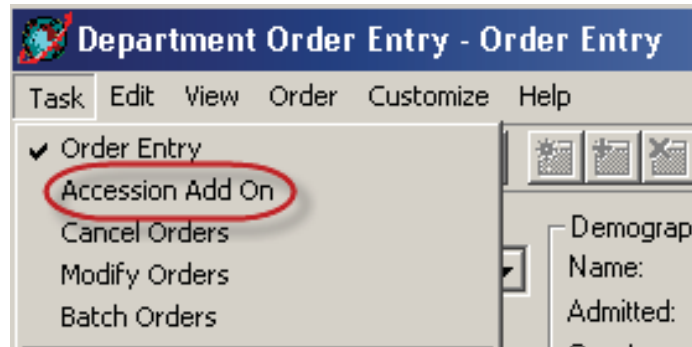 Department Order Entry - Order Entry
Task Edit View Order Customize Help
Order Entry
Accession Add On
Cancel Orders
Modify Orders
Batch Orders
Demograp
Name:
Admitted: